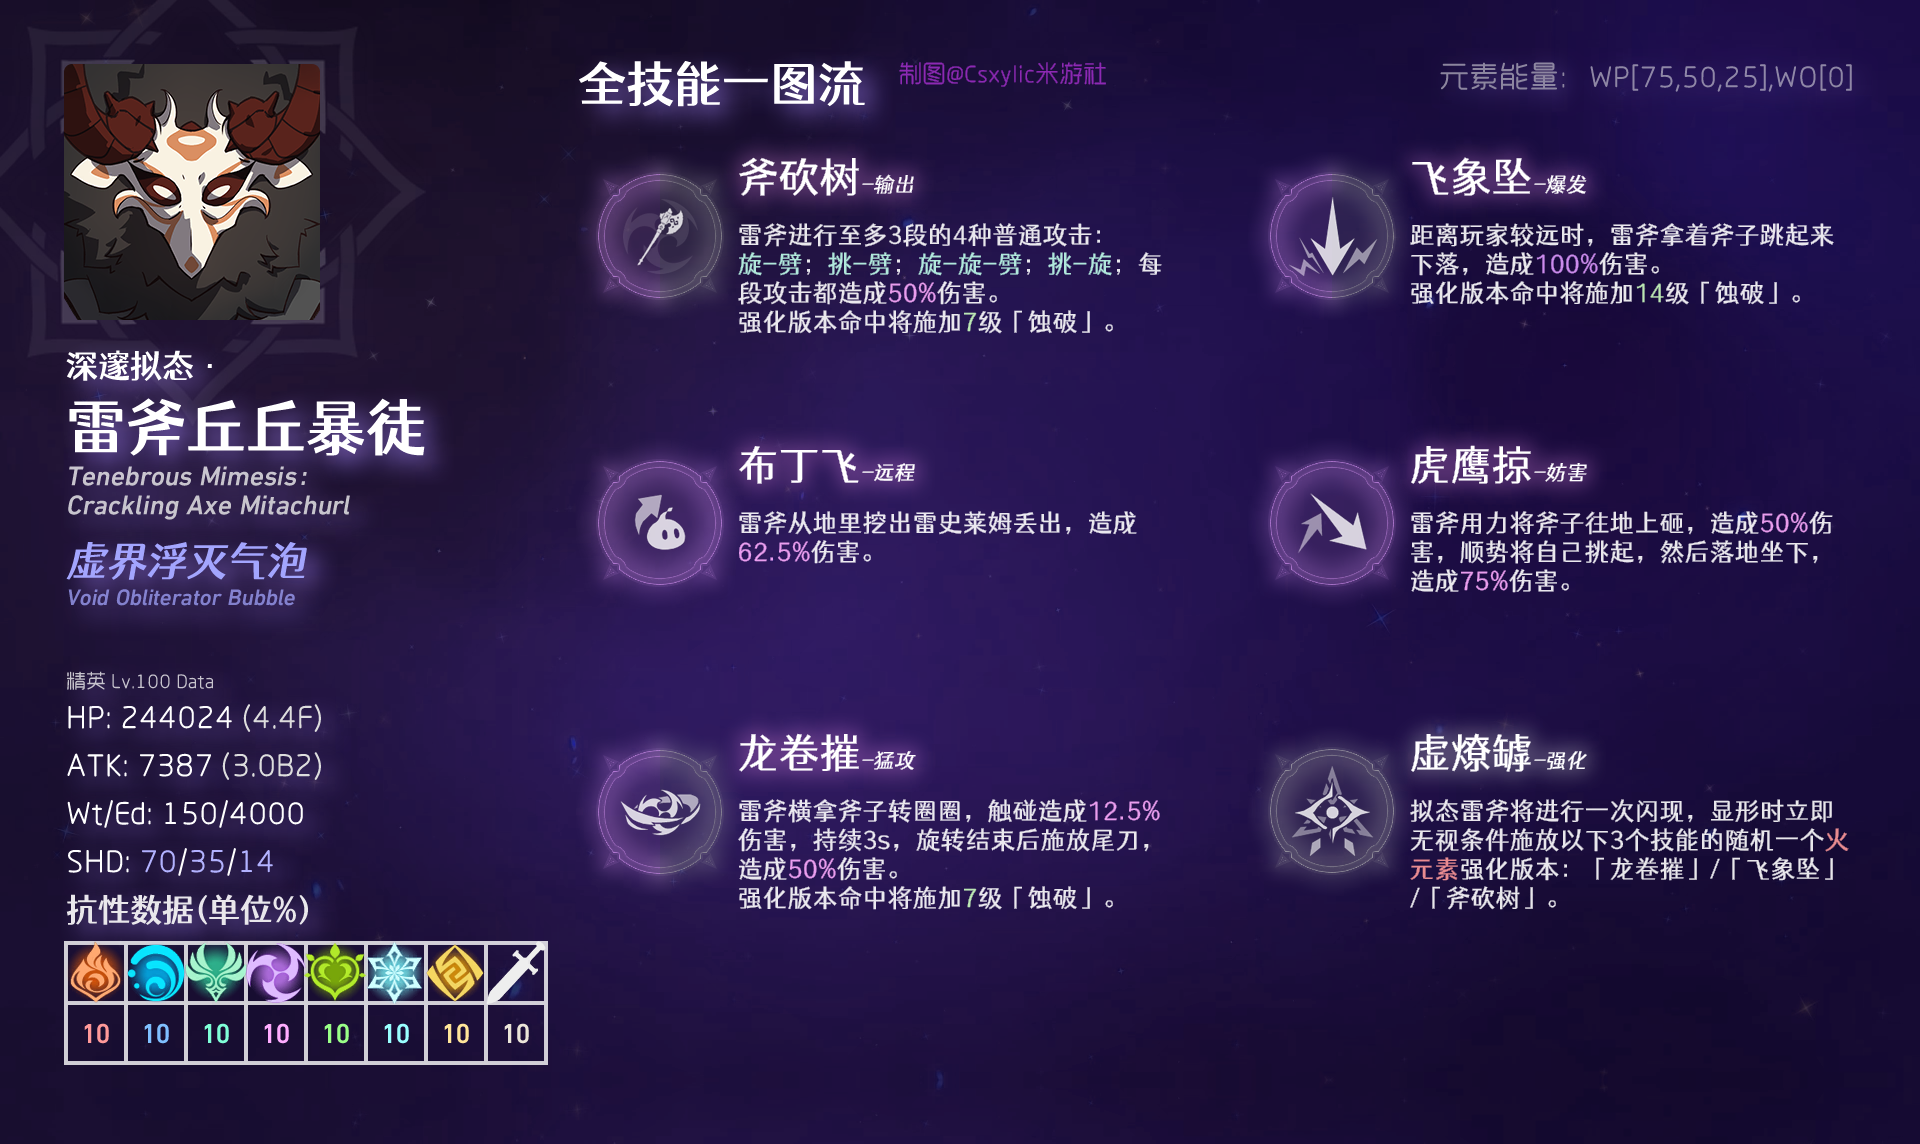 全技能一图流
制图@Csxylic米游社
元素能量： WP[75,50,25],WO[0]
深邃拟态 ·
雷斧丘丘暴徒
Tenebrous Mimesis:
Crackling Axe Mitachurl
虚界浮灭气泡
Void Obliterator Bubble
精英 Lv.100 Data
HP: 244024 (4.4F)
ATK: 7387 (3.0B2)
Wt/Ed: 150/4000
SHD: 70/35/14
抗性数据(单位%)
10 10 10 10 10 10 10 10
斧砍树-输出
雷斧进行至多3段的4种普通攻击：
旋-劈；挑-劈；旋-旋-劈；挑-旋；每
段攻击都造成50%伤害。
强化版本命中将施加7级「蚀破」。
飞象坠-爆发
距离玩家较远时，雷斧拿着斧子跳起来
下落，造成100%伤害。
强化版本命中将施加14级「蚀破」。
布丁飞-远程
雷斧从地里挖出雷史莱姆丢出，造成
62.5%伤害。
虎鹰掠-妨害
雷斧用力将斧子往地上砸，造成50%伤
害，顺势将自己挑起，然后落地坐下，
造成75%伤害。
龙卷摧-猛攻
雷斧横拿斧子转圈圈，触碰造成12.5%
伤害，持续3s，旋转结束后施放尾刀，
造成50%伤害。
强化版本命中将施加7级「蚀破」。
虚燎罅-强化
拟态雷斧将进行一次闪现，显形时立即
无视条件施放以下3个技能的随机一个火
元素强化版本：「龙卷摧」/「飞象坠」
/「斧砍树」。